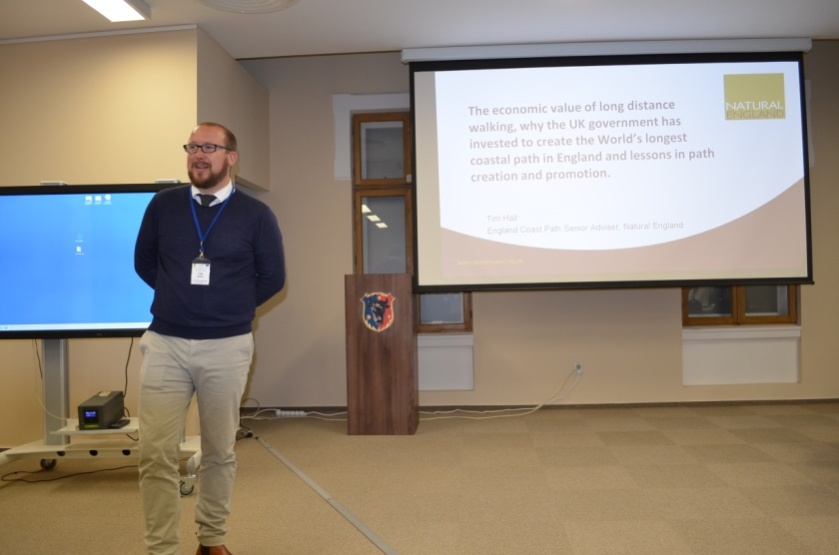 The economic value of long distance
walking, why the UK government has
invested to create the World's longest
coastal path in England and lessons in path
creation and promotion.
NATURAL
ENGLAND
Tim Hall
England Coast Path Senior Adviser, Natural England